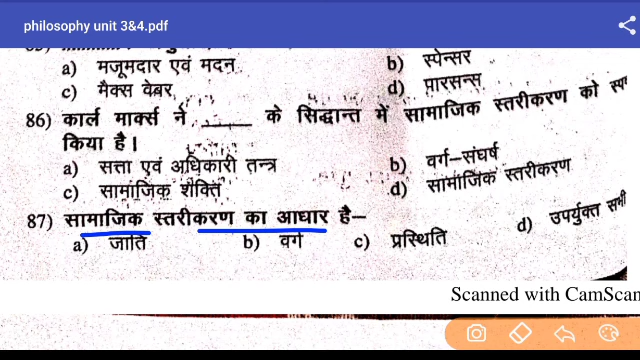 philosophy unit 3&4.pdf
a) मजूमदार एवं मदन b) स्पेन्सर
c) मैक्स वेबर d) पारसन्स
86) कार्ल मार्क्स ने ______ के सिद्धान्त में सामाजिक स्तरीकरण को
किया है।
a) सत्ता एवं अधिकारी तन्त्र b) वर्ग–संघर्ष
c) सामाजिक शक्ति d) सामाजिक स्तरीकरण
87) सामाजिक स्तरीकरण का आधार है–
a) जाति b) वर्ग c) प्रस्थिति d) उपर्युक्त सभी
Scanned with CamScan